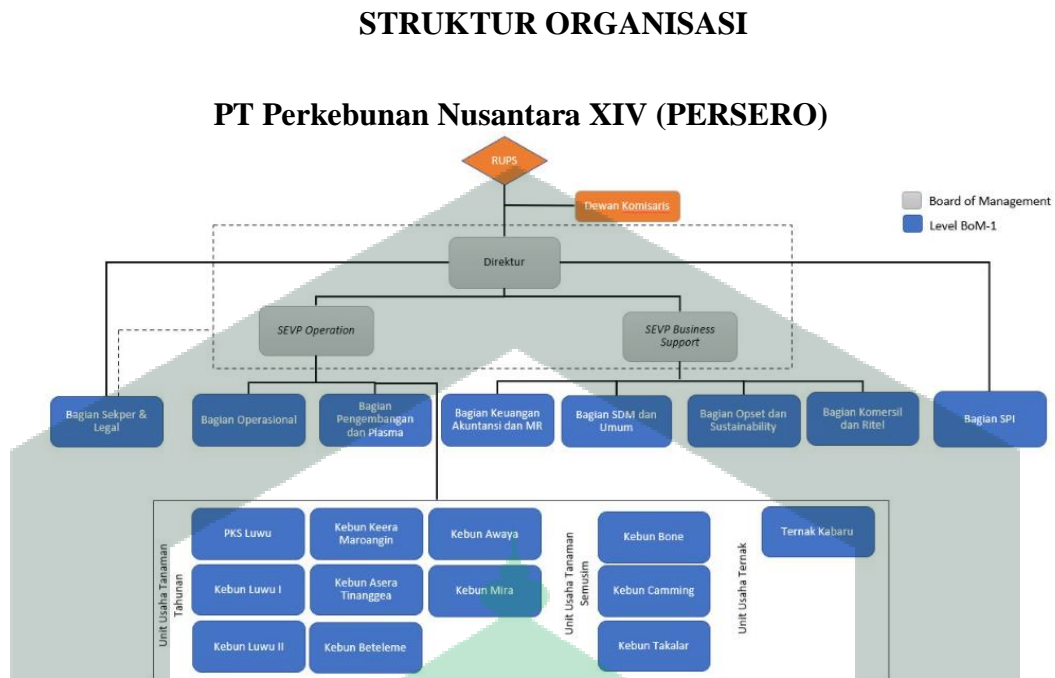 STRUKTUR ORGANISASI
PT Perkebunan Nusantara XIV (PERSERO)
RUPS
Dewan Komisaris
Board of Management
Level BoM-1
Direktur
SEVP Operation
SEVP Business
Support
Bagian Sekper &
Legal
Bagian Operasional
Bagian
Pengembangan
dan Plasma
Bagian Keuangan
Akuntansi dan MR
Bagian SDM dan
Umum
Bagian Opset dan
Sustainability
Bagian Komersil
dan Ritel
Bagian SPI
Unit Usaha Tanaman
Tahunan
PKS Luwu
Kebun Keera
Maroangin
Kebun Awaya
Kebun Luwu I
Kebun Asera
Tinanggea
Kebun Mira
Kebun Luwu II
Kebun Beteleme
Unit Usaha Tanaman
Semusim
Kebun Bone
Kebun Camming
Kebun Takalar
Unit Usaha Ternak
Ternak Kabaru